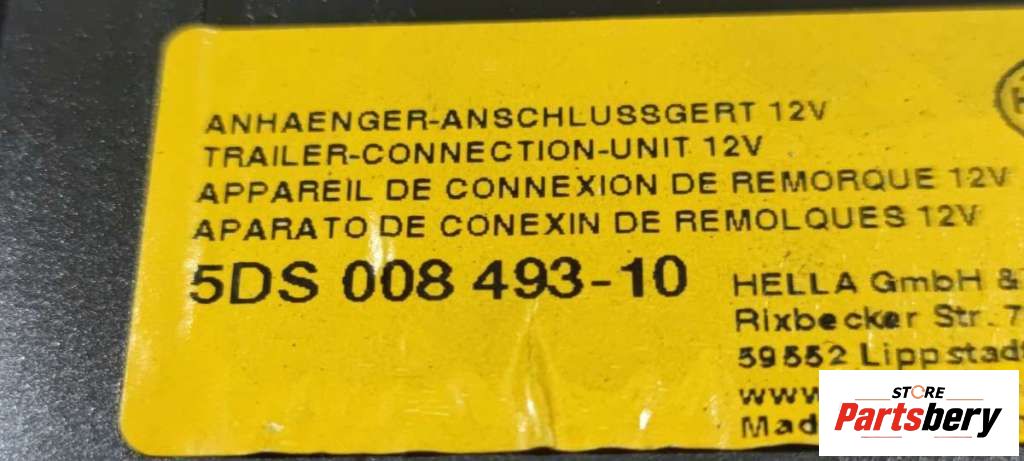 ANHAENGER-ANSCHLUSSGERT 12V
TRAILER-CONNECTION-UNIT 12V
APPAREIL DE CONNEXION DE REMORQUE 12V
APARATO DE CONEXIN DE REMOLQUES 12V
5DS 008 493-10
HELLA GmbH &
Rixbecker Str. 7
59552 Lippstadt
www
Mad
STORE
Partsbery